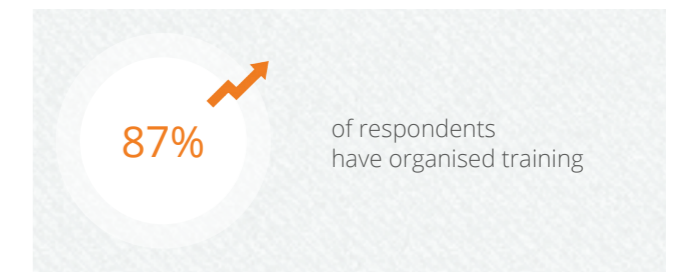 87%
of respondents
have organised training